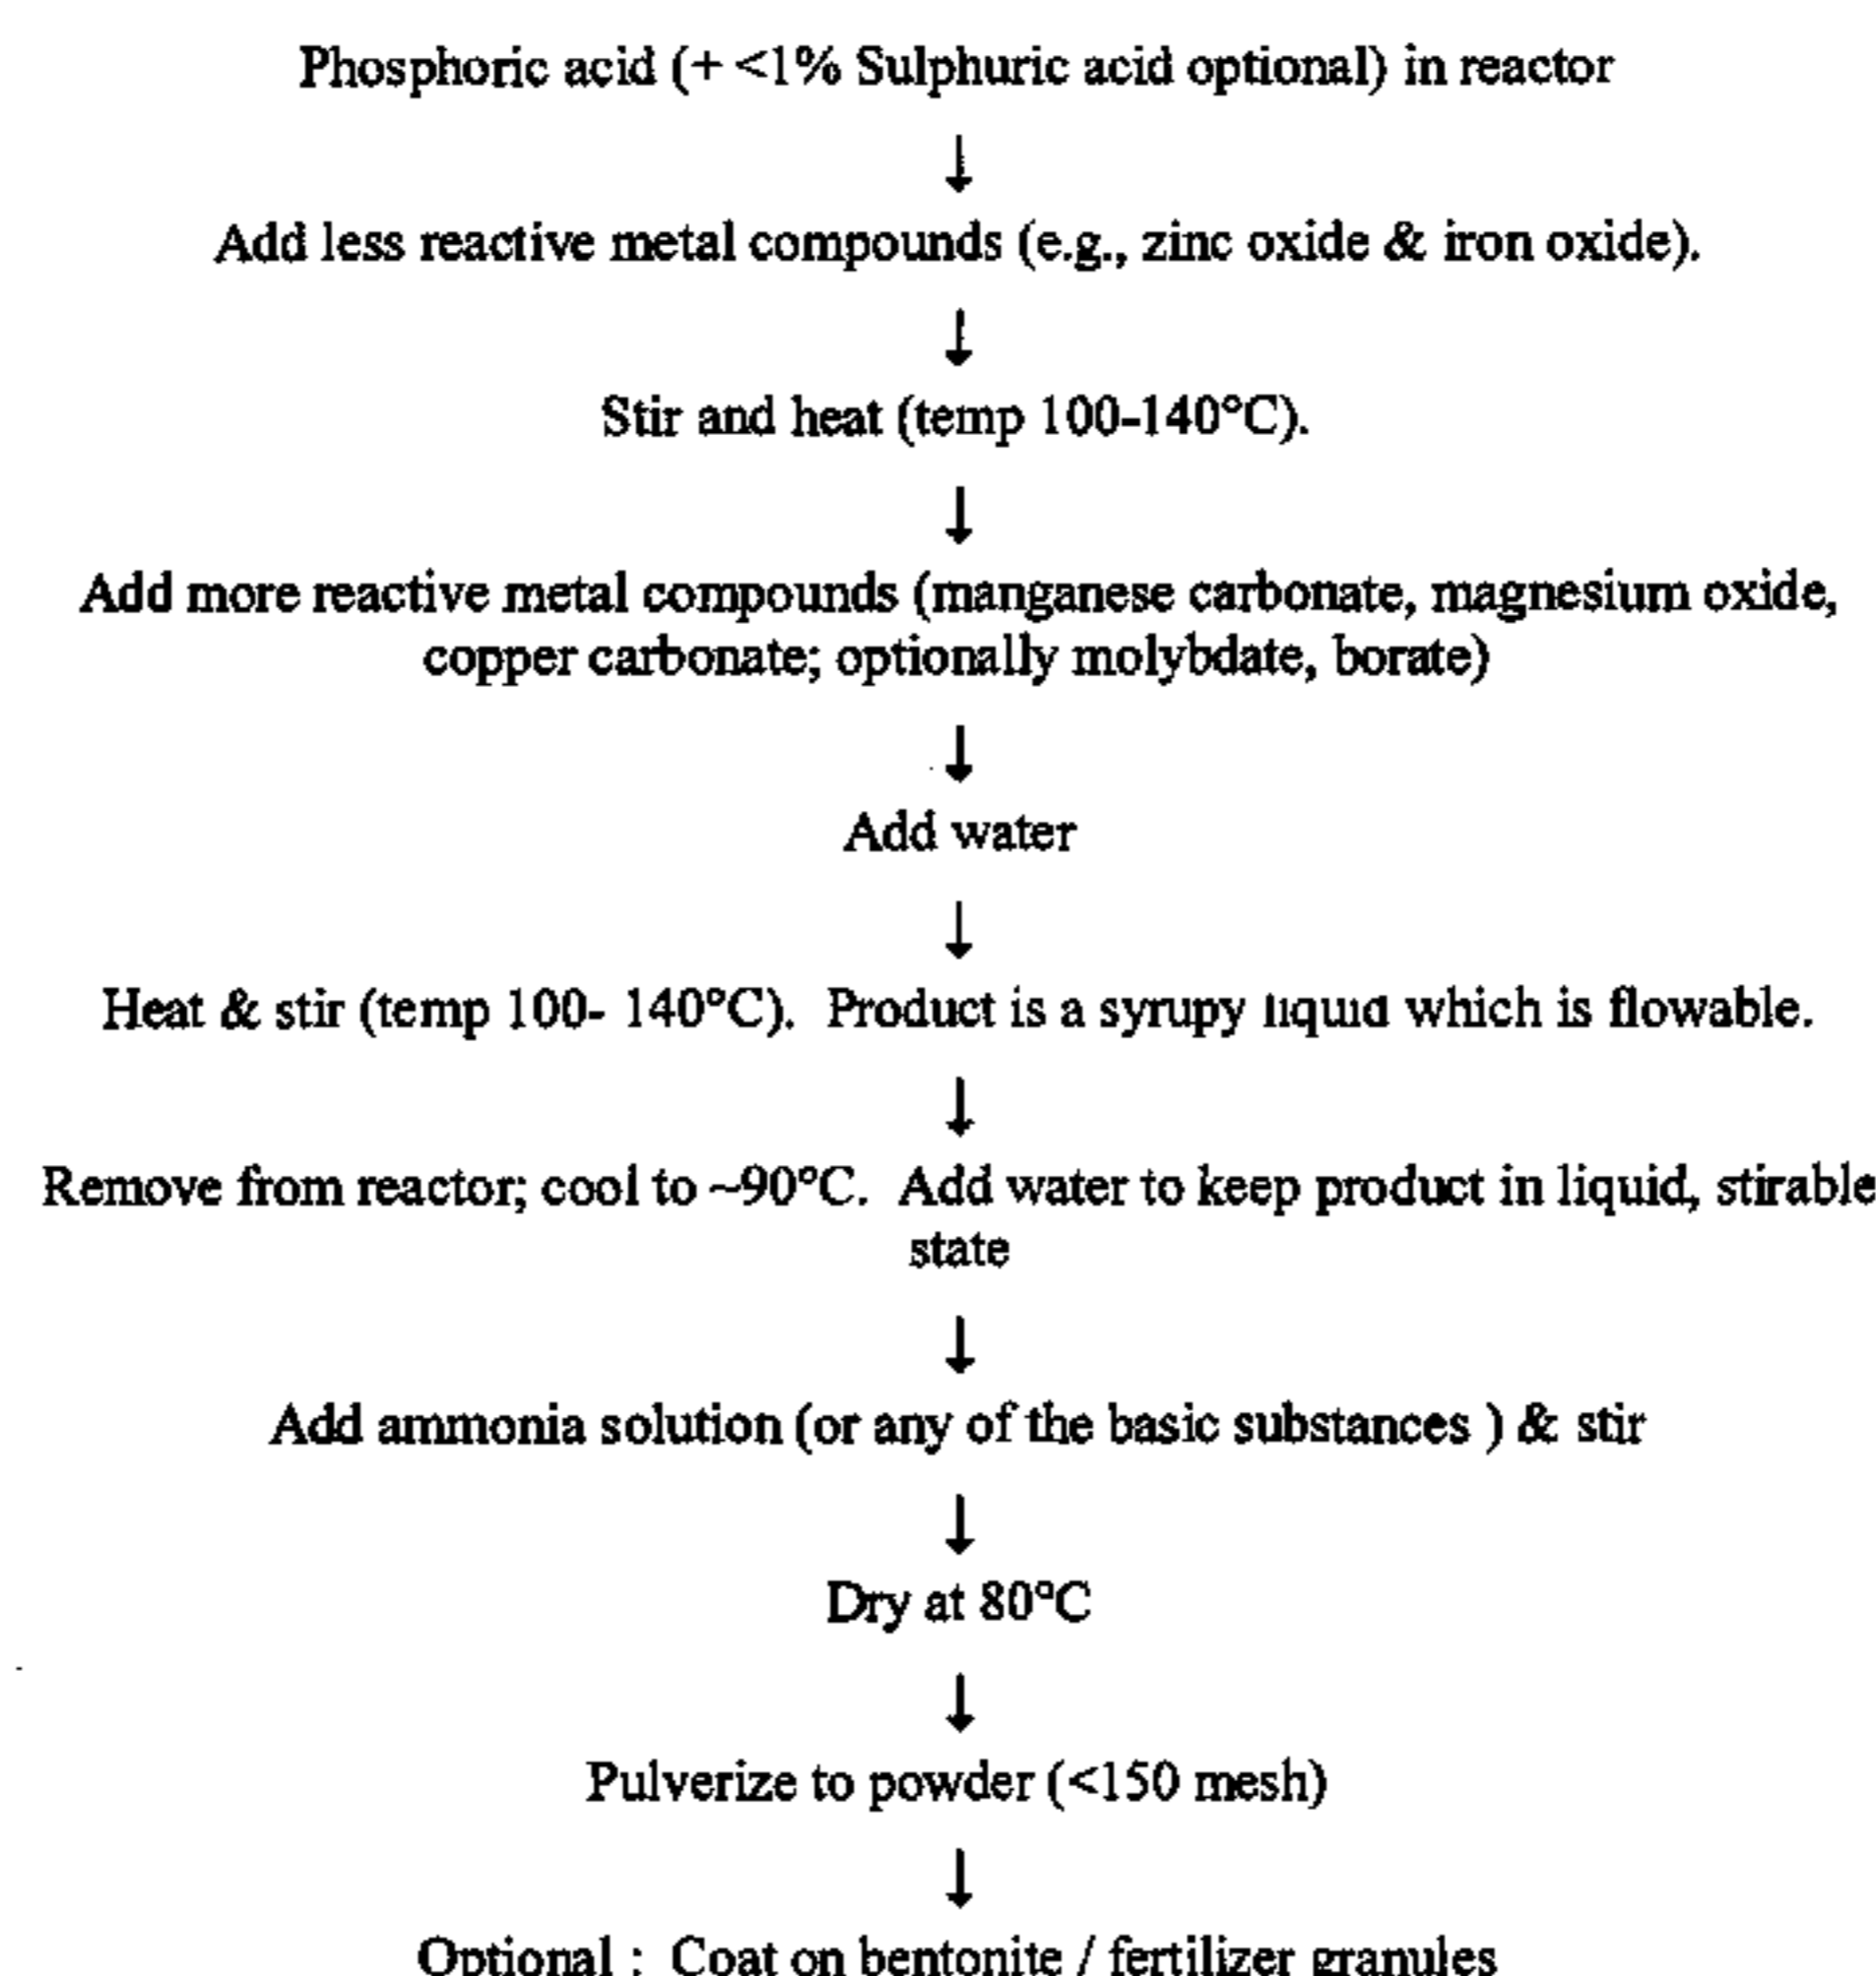 Phosphoric acid (+ <1% Sulphuric acid optional) in reactor
↓
Add less reactive metal compounds (e.g., zinc oxide & iron oxide).
↓
Stir and heat (temp 100-140°C).
↓
Add more reactive metal compounds (manganese carbonate, magnesium oxide,
copper carbonate; optionally molybdate, borate)
↓
Add water
↓
Heat & stir (temp 100- 140°C). Product is a syrupy liquid which is flowable.
↓
Remove from reactor; cool to ~90°C. Add water to keep product in liquid, stirable
state
↓
Add ammonia solution (or any of the basic substances ) & stir
↓
Dry at 80°C
↓
Pulverize to powder (<150 mesh)
↓
Optional : Coat on bentonite / fertilizer granules